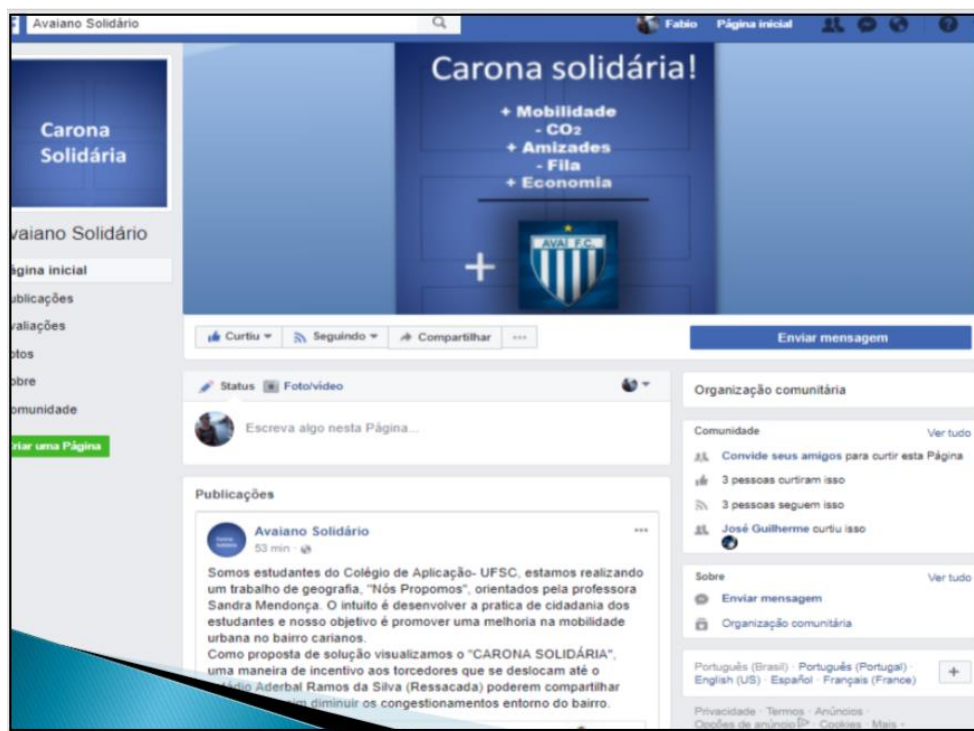 Avaiano Solidário
Fabio Página inicial
Carona
Solidária
Carona solidária!
+ Mobilidade
- CO2
+ Amizades
- Fila
+ Economia
+
AVAÍ F.C.
vaiano Solidário
ágina inicial
ublicações
valiações
otos
obre
omunidade
riar uma Página
Curtiu Seguindo Compartilhar ...
Enviar mensagem
Status Foto/vídeo
Escreva algo nesta Página...
Publicações
Avaiano Solidário
53 min ·
Somos estudantes do Colégio de Aplicação- UFSC, estamos realizando
um trabalho de geografia, "Nós Propomos", orientados pela professora
Sandra Mendonça. O intuito é desenvolver a pratica de cidadania dos
estudantes e nosso objetivo é promover uma melhoria na mobilidade
urbana no bairro carianos.
Como proposta de solução visualizamos o "CARONA SOLIDÁRIA",
uma maneira de incentivo aos torcedores que se deslocam até o
Aderbal Ramos da Silva (Ressacada) poderem compartilhar
diminuir os congestionamentos entorno do bairro.
Organização comunitária
Comunidade Ver tudo
Convide seus amigos para curtir esta Página
3 pessoas curtiram isso
3 pessoas seguem isso
José Guilherme curtiu isso
Sobre Ver tudo
Enviar mensagem
Organização comunitária
Português (Brasil) · Português (Portugal) ·
English (US) · Español · Français (France)
+
Privacidade · Termos · Anúncios ·
Opções de anúncio · Cookies · Mais